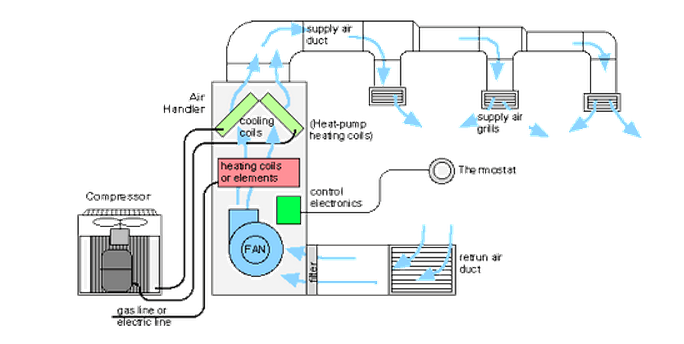 supply air
duct
Air
Handler
cooling
coils
(Heat-pump
heating coils)
supply air
grills
heating coils
or elements
Thermostat
control
electronics
Compressor
FAN
filter
retrun air
duct
gas line or
electric line